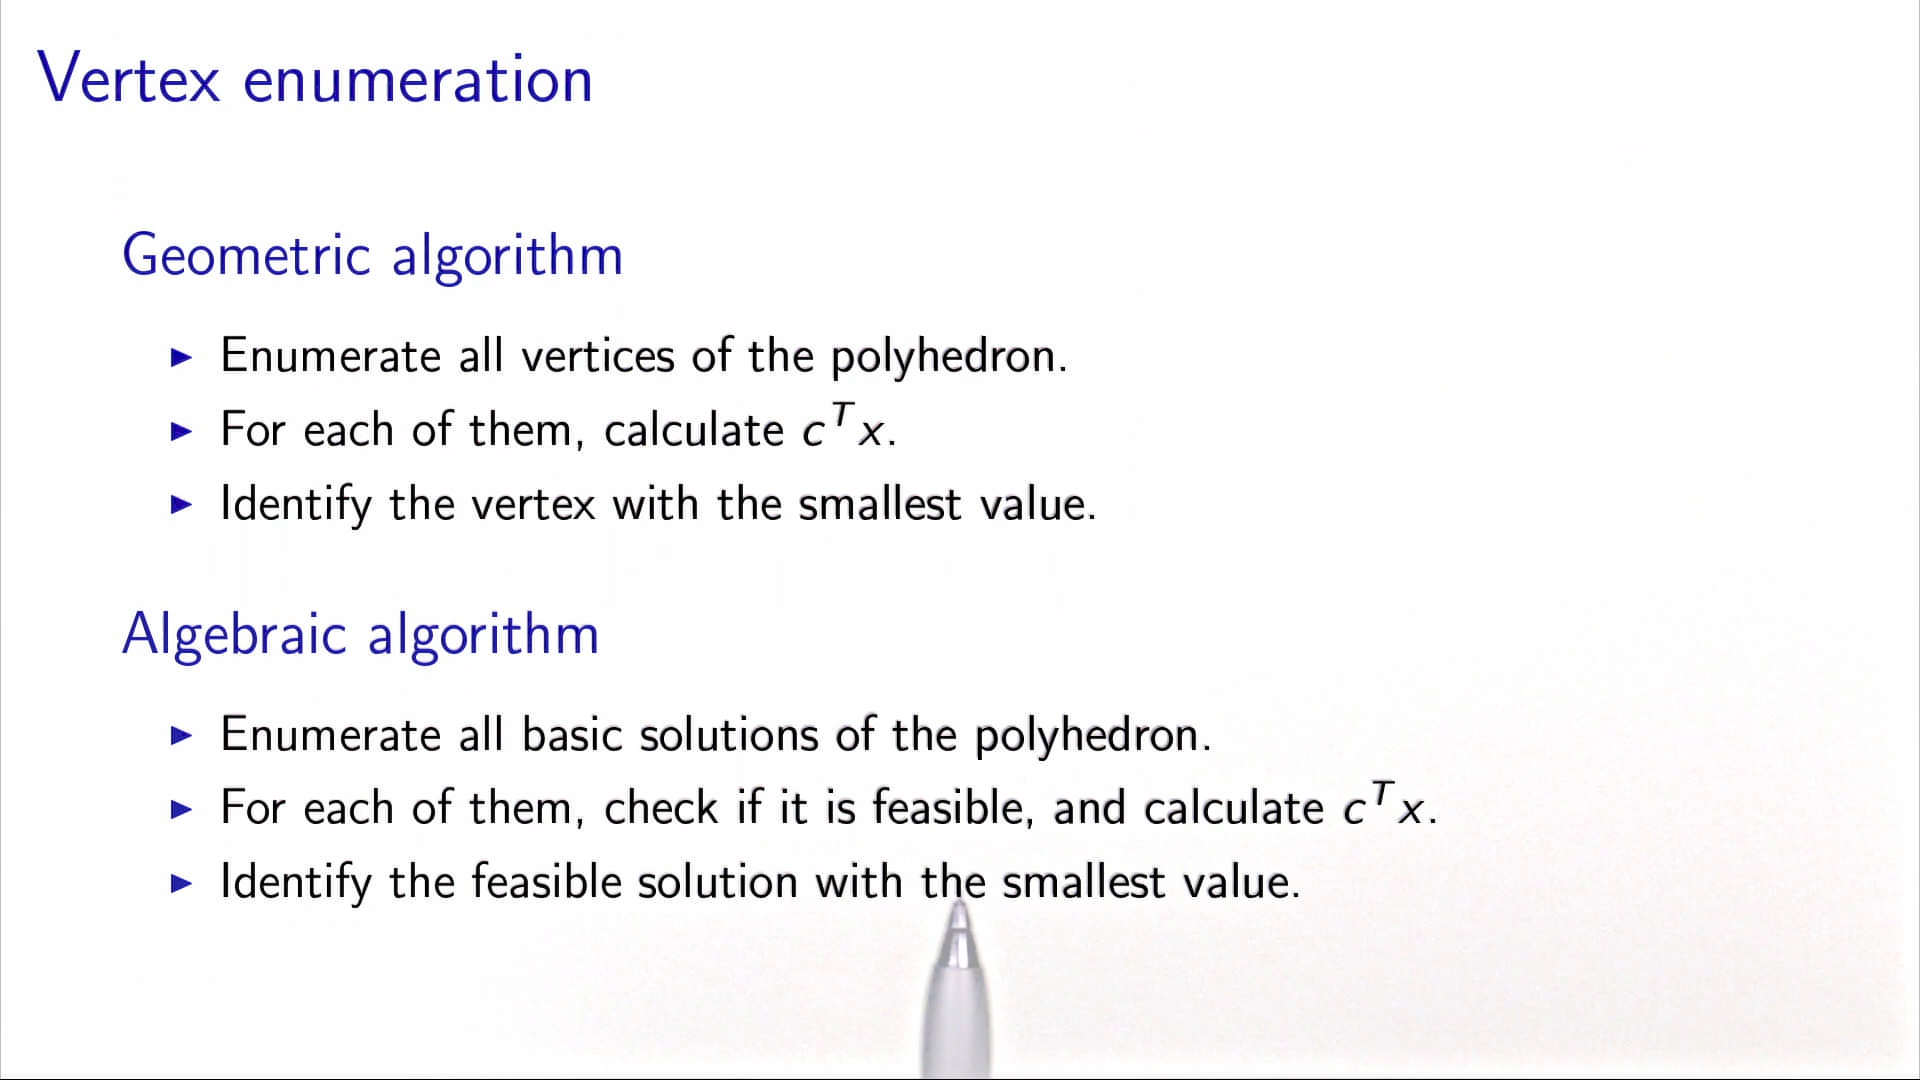 Vertex enumeration
Geometric algorithm
▶ Enumerate all vertices of the polyhedron.
▶ For each of them, calculate $c^T x$.
▶ Identify the vertex with the smallest value.
Algebraic algorithm
▶ Enumerate all basic solutions of the polyhedron.
▶ For each of them, check if it is feasible, and calculate $c^T x$.
▶ Identify the feasible solution with the smallest value.